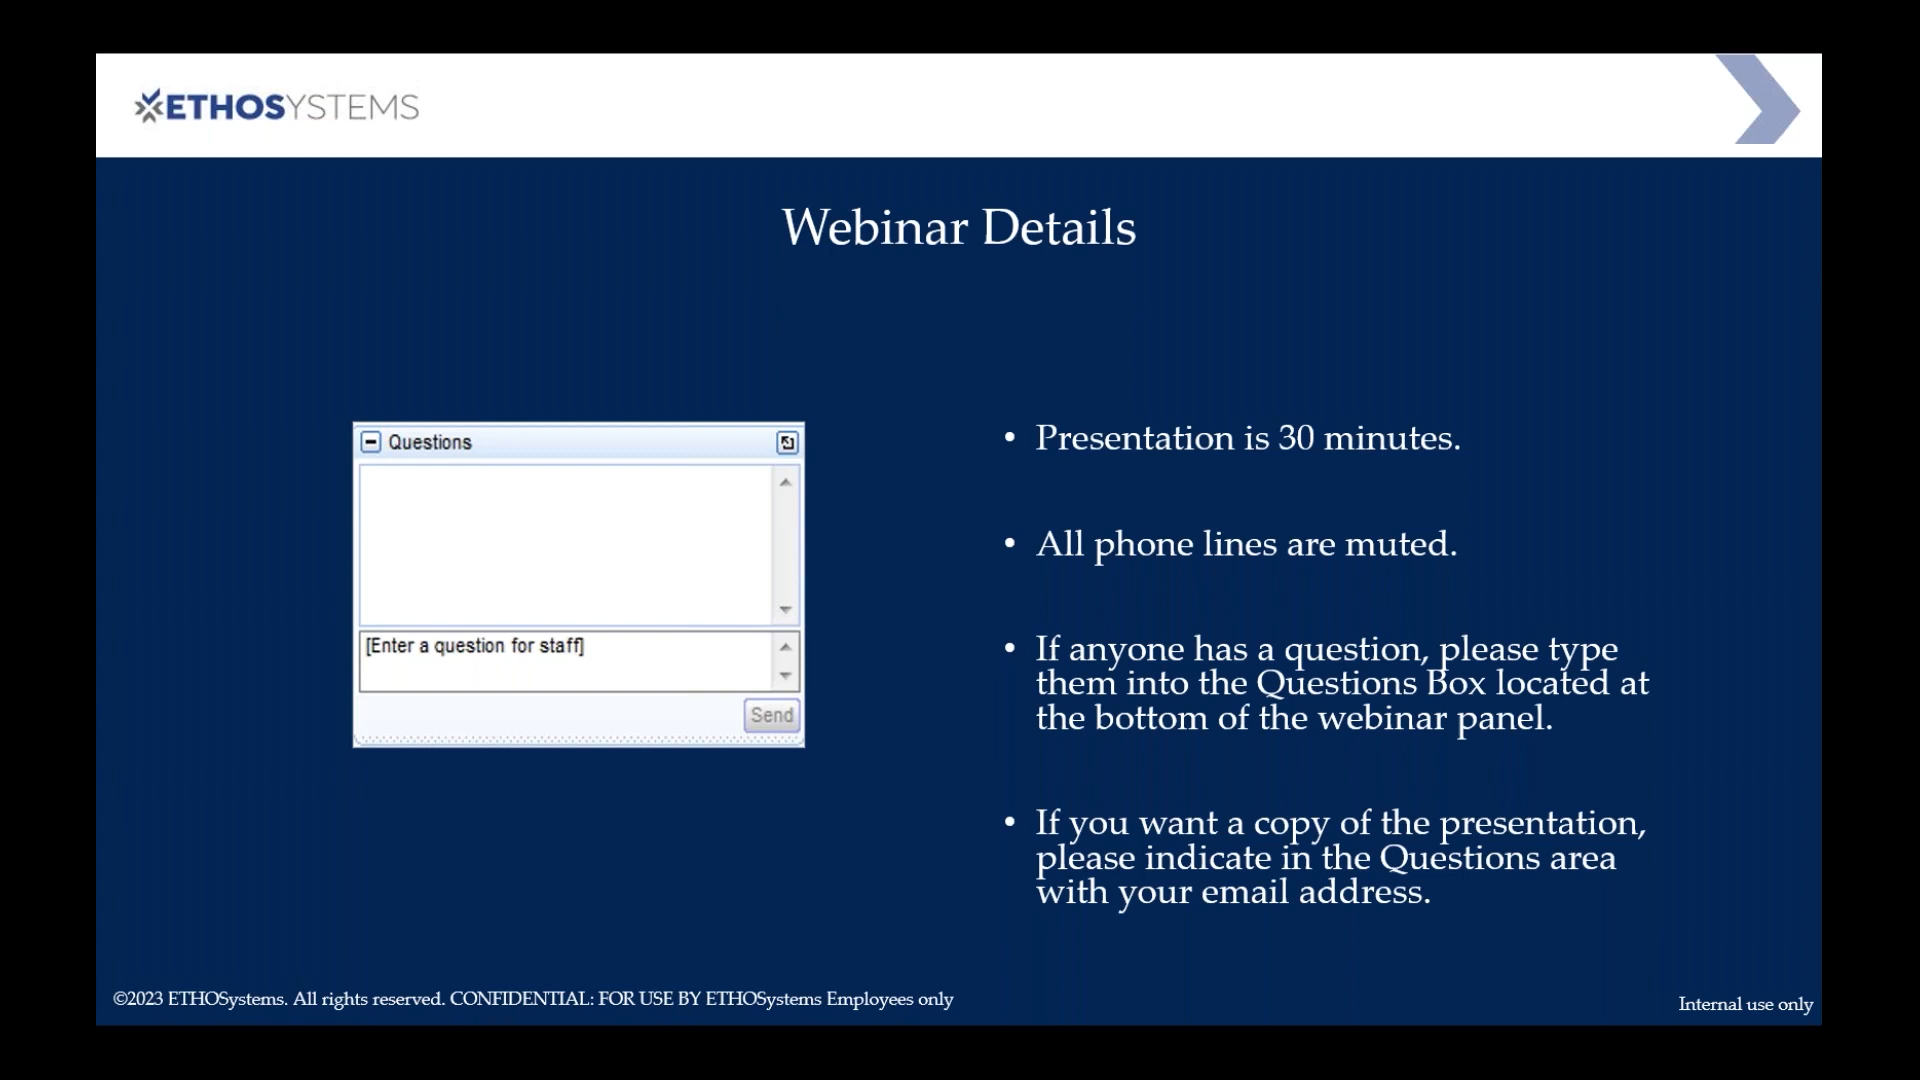 ETHOSYSTEMS
Webinar Details
Questions
[Enter a question for staff]
Send
• Presentation is 30 minutes.
• All phone lines are muted.
• If anyone has a question, please type
them into the Questions Box located at
the bottom of the webinar panel.
• If you want a copy of the presentation,
please indicate in the Questions area
with your email address.
©2023 ETHOSystems. All rights reserved. CONFIDENTIAL: FOR USE BY ETHOSystems Employees only
Internal use only